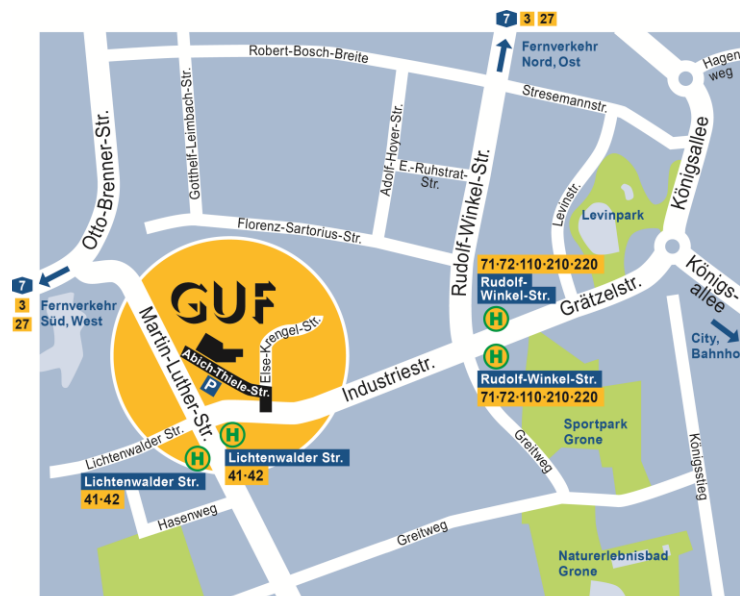 7 3 27
Fernverkehr
Nord, Ost
Robert-Bosch-Breite
Hagen
weg
Stresemannstr.
Gotthelf-Leimbach-Str.
Adolf-Hoyer-Str.
E.-Ruhstrat-
Str.
Otto-Brenner-Str.
Rudolf-Winkel-Str.
Levinstr.
Levinpark
Königsallee
Florenz-Sartorius-Str.
7
3
27
Fernverkehr
Süd, West
GUF
71·72·110·210·220
Rudolf-
Winkel-Str.
H
Grätzelstr.
Königs-
allee
City,
Bahnho
Martin-Luther-Str.
Abich-Thiele-Str.
P
Else-Krengel-Str.
Industriestr.
H
Rudolf-Winkel-Str.
71·72·110·210·220
Sportpark
Grone
Königsstieg
Lichtenwalder Str.
H
Lichtenwalder Str.
41·42
H
Lichtenwalder Str.
41·42
Hasenweg
Greitweg
Greitweg
Naturerlebnisbad
Grone